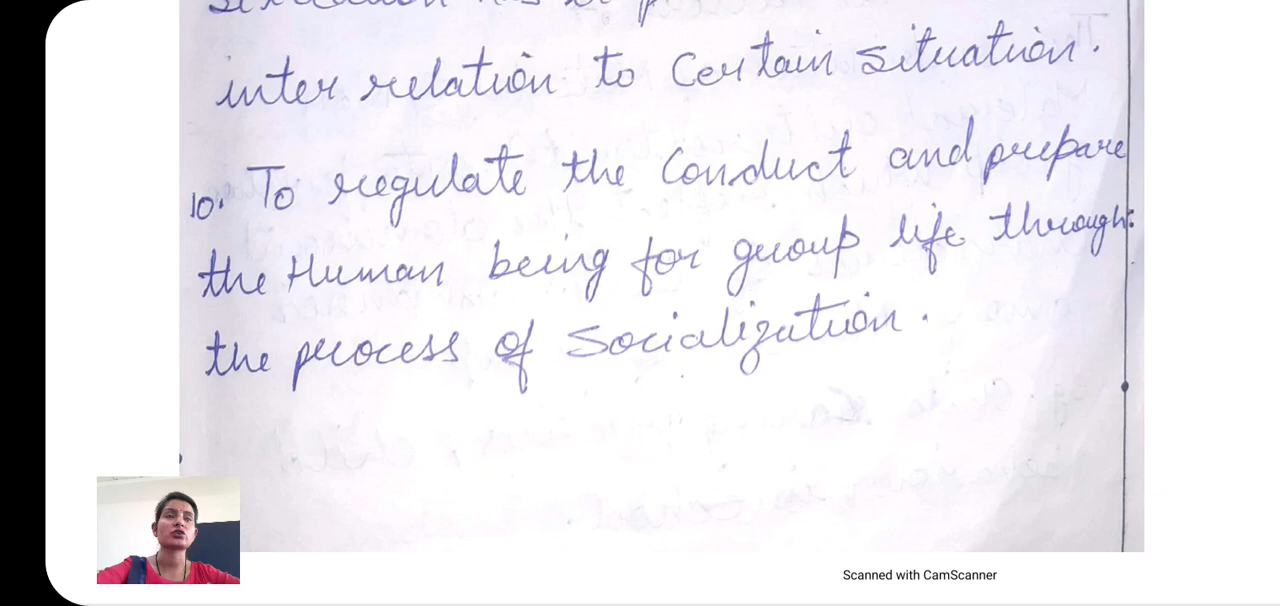 inter relation to Certain situation.
10. To regulate the Conduct and prepare
the Human being for group life through:
the process of Socialization.
Scanned with CamScanner